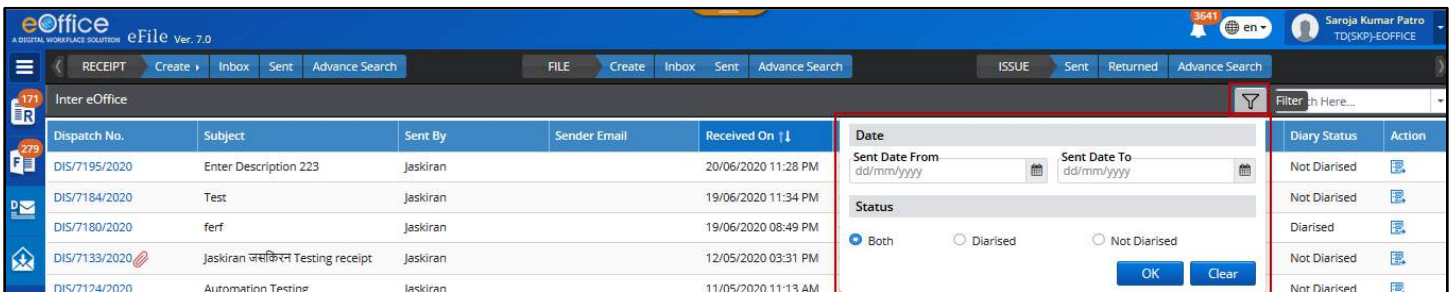 eOffice
A DIGITAL WORKPLACE SOLUTION eFile Ver. 7.0
3641
en
Saroja Kumar Patro
TD(SKP)-EOFFICE
RECEIPT Create Inbox Sent Advance Search FILE Create Inbox Sent Advance Search ISSUE Sent Returned Advance Search
171
R
Inter eOffice
Filter h Here...
Dispatch No. Subject Sent By Sender Email Received On Date Diary Status Action
279
F
Sent Date From Sent Date To
DIS/7195/2020 Enter Description 223 Jaskiran 20/06/2020 11:28 PM dd/mm/yyyy dd/mm/yyyy Not Diarised
D
DIS/7184/2020 Test Jaskiran 19/06/2020 11:34 PM Status Not Diarised
DIS/7180/2020 ferf Jaskiran 19/06/2020 08:49 PM Diarised
Both Diarised Not Diarised
DIS/7133/2020 Jaskiran जसकिरन Testing receipt Jaskiran 12/05/2020 03:31 PM Not Diarised
OK Clear
DIS/7124/2020 Automation Testing Jaskiran 11/05/2020 11:13 AM Not Diarised